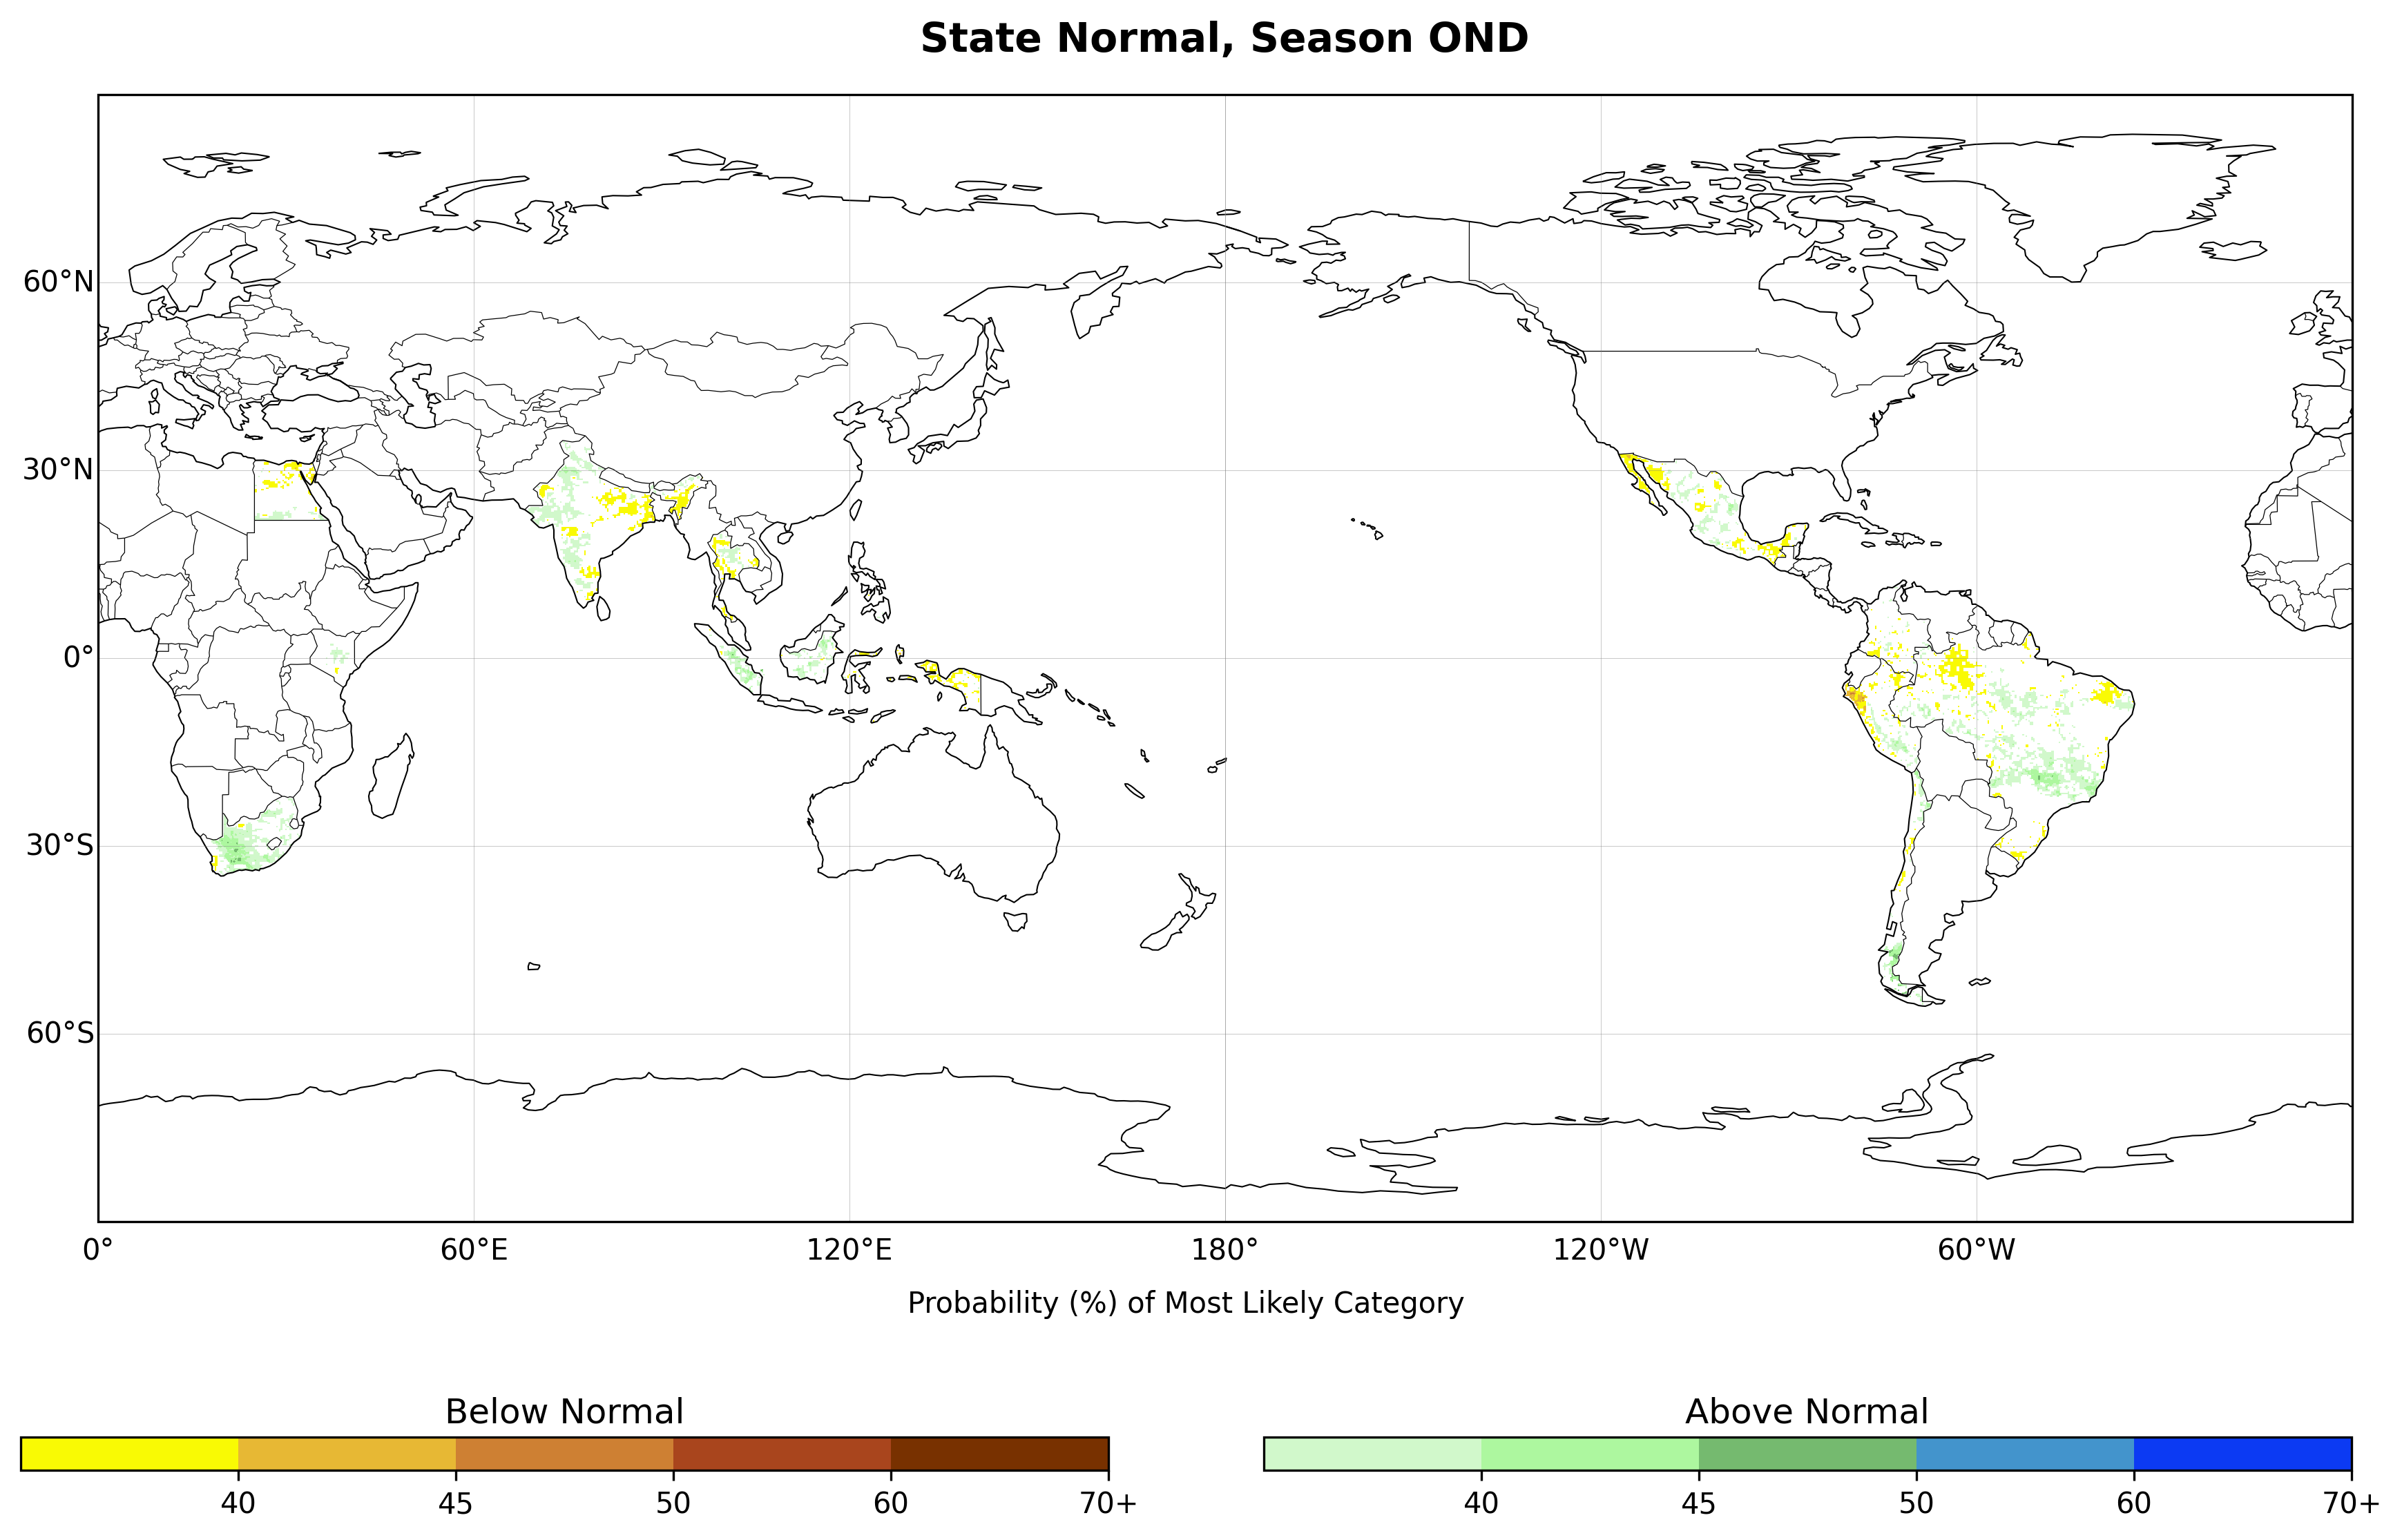 State Normal, Season OND
60°N
30°N
0°
30°S
60°S
0°
60°E
120°E
180°
120°W
60°W
Probability (%) of Most Likely Category
Below Normal
Above Normal
40
45
50
60
70+
40
45
50
60
70+